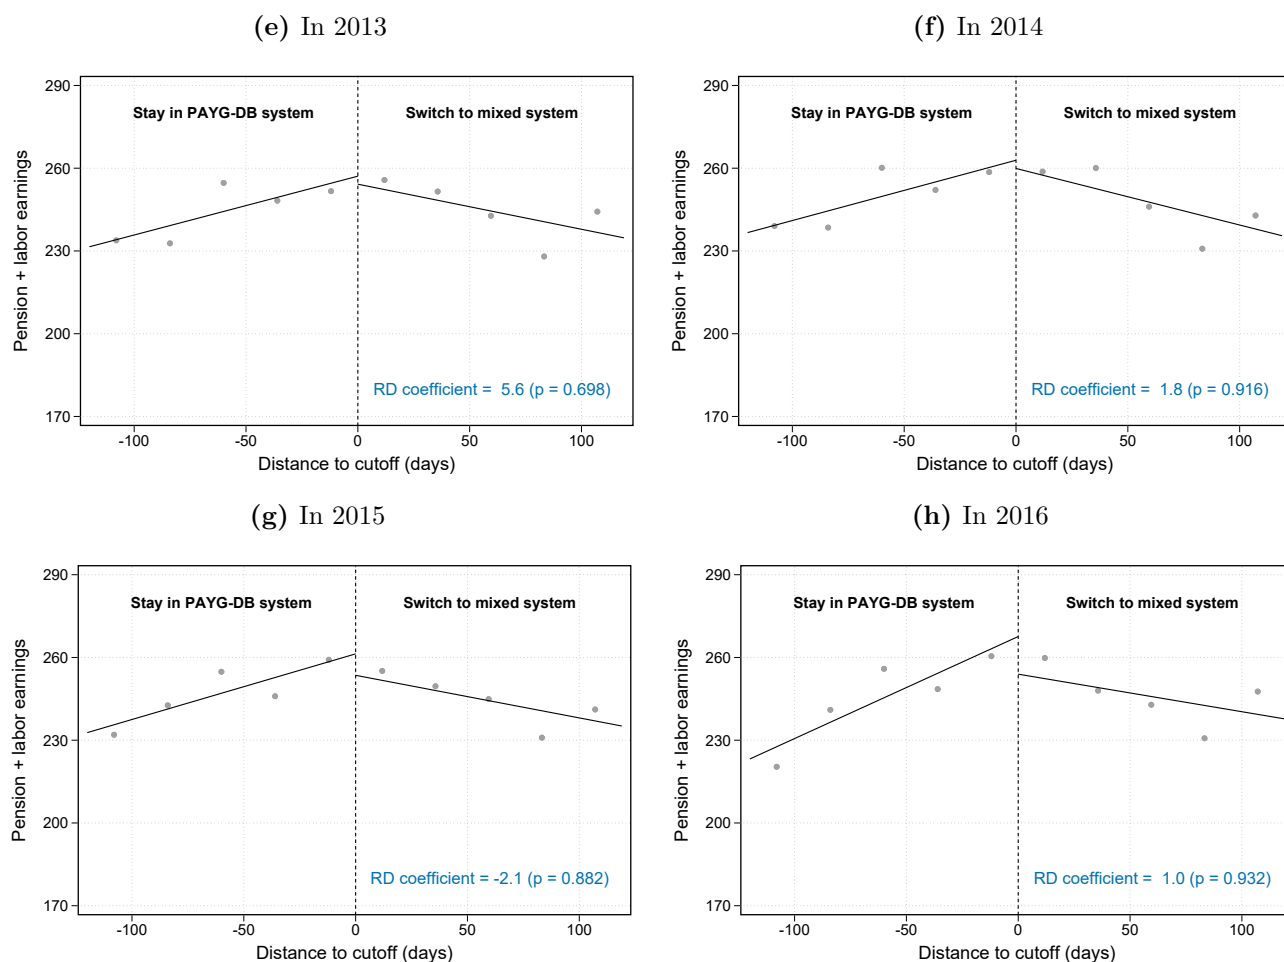 (e) In 2013
290
260
230
200
170
Pension + labor earnings
Stay in PAYG-DB system
Switch to mixed system
RD coefficient =  5.6 (p = 0.698)
-100
-50
0
50
100
Distance to cutoff (days)
(f) In 2014
290
260
230
200
170
Pension + labor earnings
Stay in PAYG-DB system
Switch to mixed system
RD coefficient =  1.8 (p = 0.916)
-100
-50
0
50
100
Distance to cutoff (days)
(g) In 2015
290
260
230
200
170
Pension + labor earnings
Stay in PAYG-DB system
Switch to mixed system
RD coefficient = -2.1 (p = 0.882)
-100
-50
0
50
100
Distance to cutoff (days)
(h) In 2016
290
260
230
200
170
Pension + labor earnings
Stay in PAYG-DB system
Switch to mixed system
RD coefficient =  1.0 (p = 0.932)
-100
-50
0
50
100
Distance to cutoff (days)